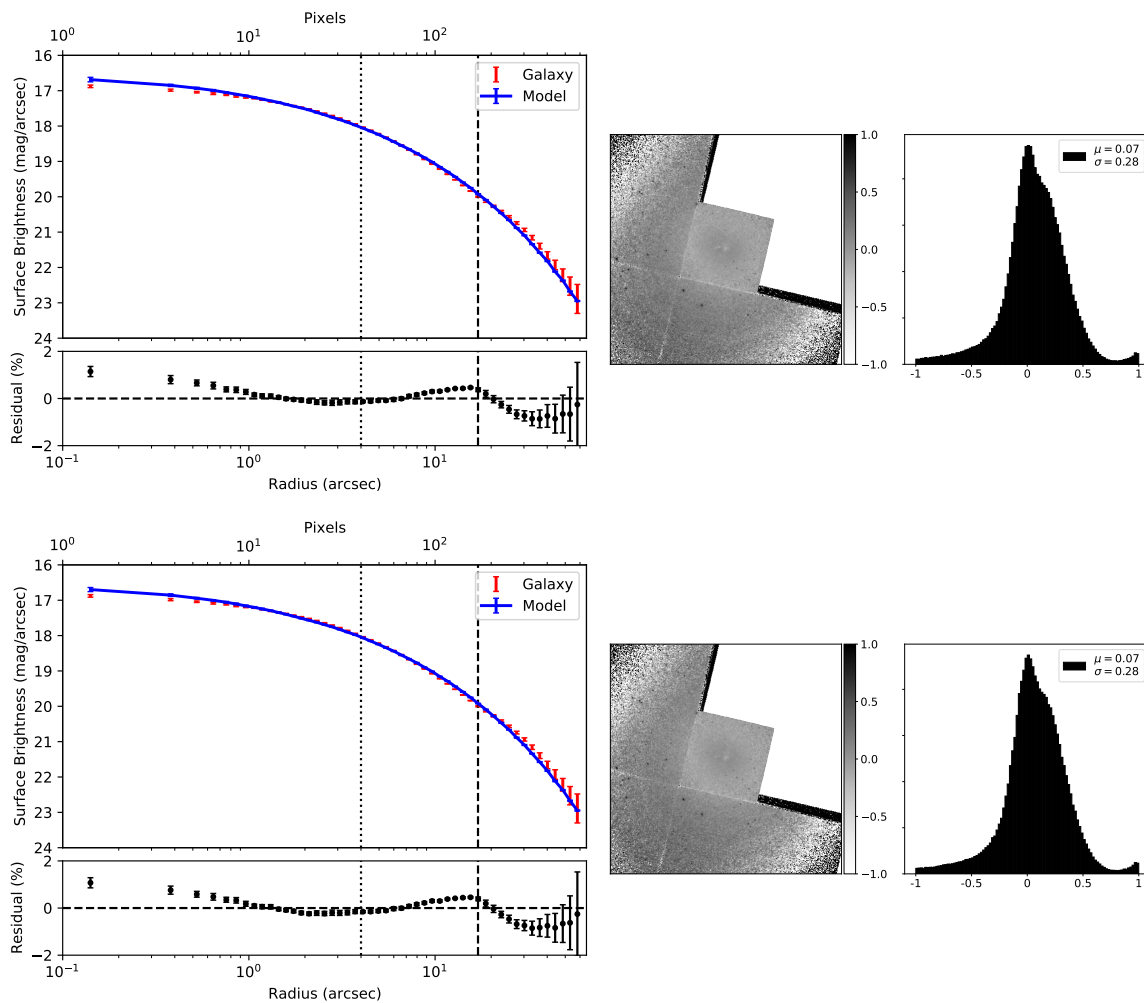 Pixels
10^0 10^1 10^2
16
17
18
19
20
21
22
23
24
Surface Brightness (mag/arcsec)
Galaxy
Model
2
0
−2
Residual (%)
10^-1 10^0 10^1
Radius (arcsec)
1.0
0.5
0.0
−0.5
−1.0
μ = 0.07
σ = 0.28
-1 -0.5 0 0.5 1
Pixels
10^0 10^1 10^2
16
17
18
19
20
21
22
23
24
Surface Brightness (mag/arcsec)
Galaxy
Model
2
0
−2
Residual (%)
10^-1 10^0 10^1
Radius (arcsec)
1.0
0.5
0.0
−0.5
−1.0
μ = 0.07
σ = 0.28
-1 -0.5 0 0.5 1